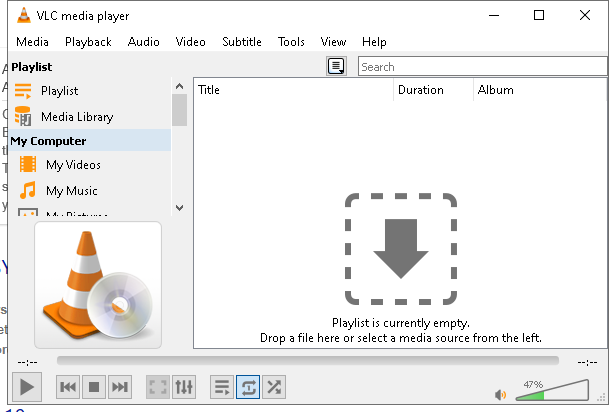 VLC media player
Media Playback Audio Video Subtitle Tools View Help
Playlist
Search
Playlist
Media Library
My Computer
My Videos
My Music
My Pictures
Title Duration Album
Playlist is currently empty.
Drop a file here or select a media source from the left.
--:-- --:--
47%